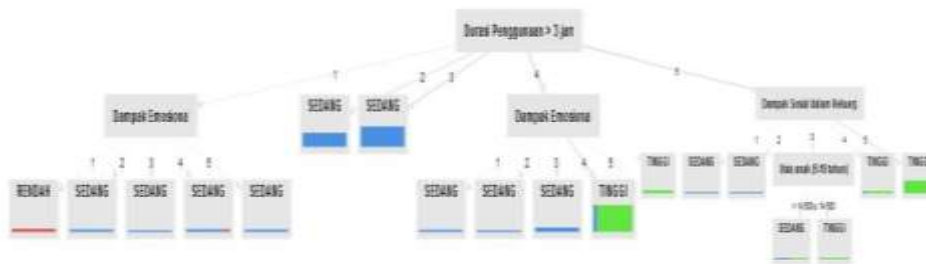 Durasi Penggunaan > 3 jam
1
2
3
4
5
Dampak Emosiona
SEDANG
SEDANG
Dampak Emosiona
Dampak Sosial dalam Keluarg
1
2
3
4
5
RENDAH
SEDANG
SEDANG
SEDANG
SEDANG
1
2
3
4
5
SEDANG
SEDANG
SEDANG
TINGGI
1
2
3
4
5
TINGGI
SEDANG
SEDANG
TINGGI
SEDANG
TINGGI